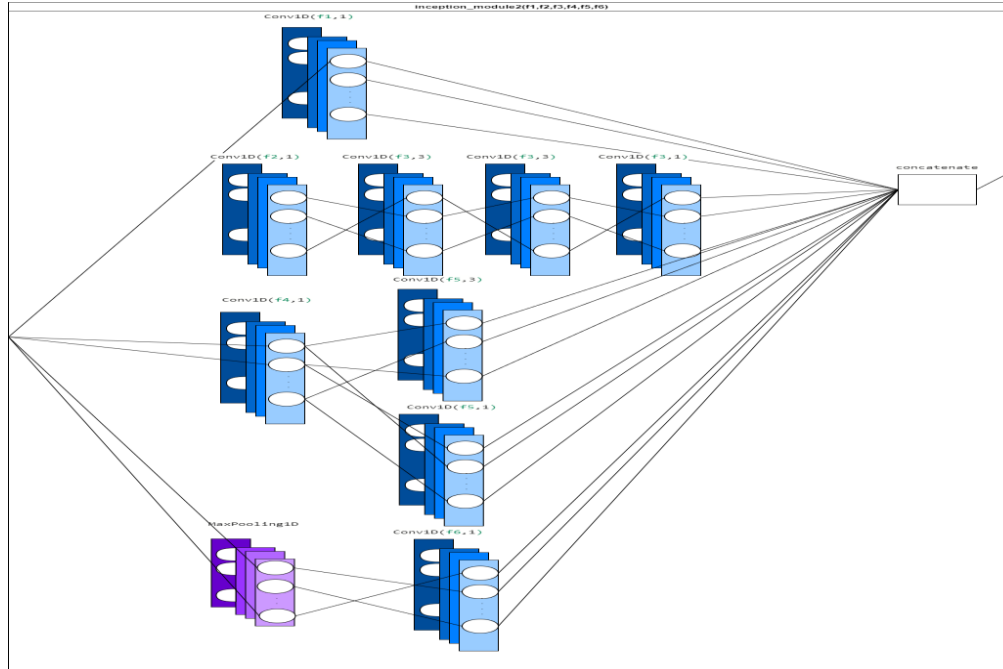 inception_module2(f1,f2,f3,f4,f5,f6)
Conv1D(f1,1)
Conv1D(f2,1) Conv1D(f3,3) Conv1D(f3,3) Conv1D(f3,1)
concatenate
Conv1D(f5,3)
Conv1D(f4,1)
Conv1D(f5,1)
MaxPooling1D
Conv1D(f6,1)